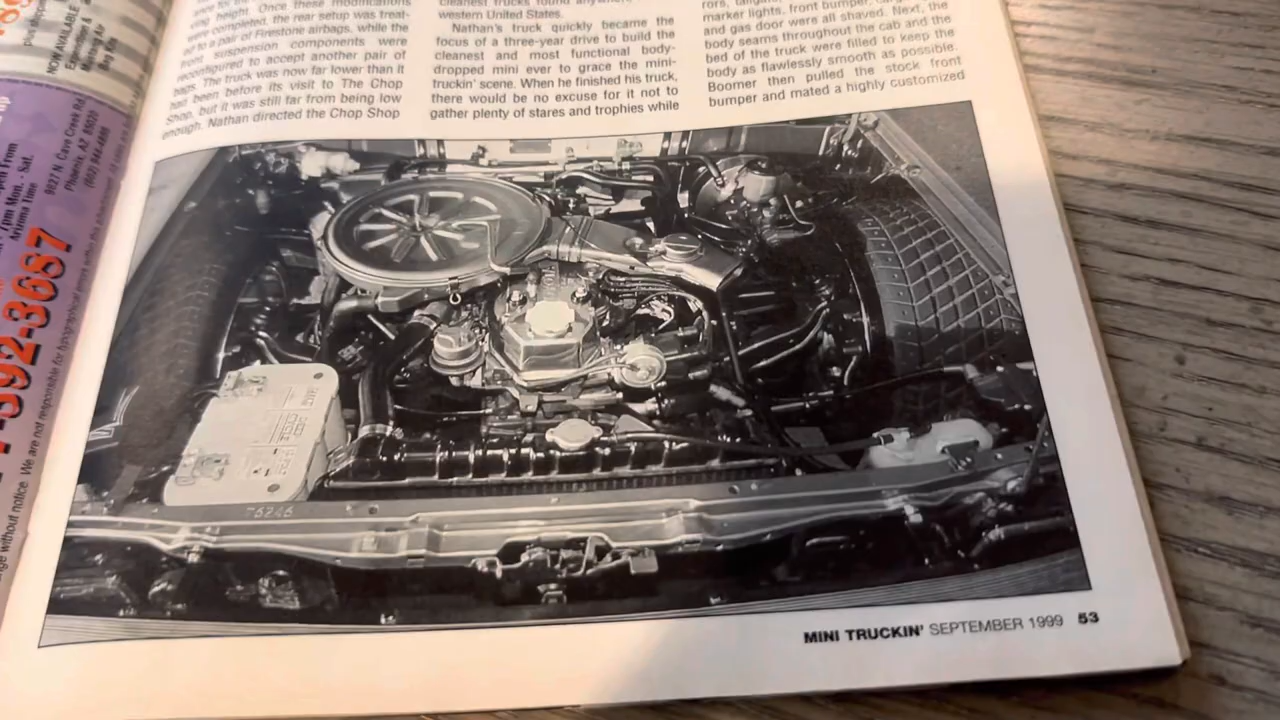 height. Once, these modifications
were completed, the rear setup was treat-
ed to a pair of Firestone airbags, while the
front suspension components were
reconfigured to accept another pair of
bags. The truck was now far lower than it
had been before its visit to The Chop
Shop, but it was still far from being low
enough. Nathan directed the Chop Shop
cleanest trucks found
western United States.
Nathan's truck quickly became the
focus of a three-year drive to build the
cleanest and most functional body-
dropped mini ever to grace the mini-
truckin' scene. When he finished his truck,
there would be no excuse for it not to
gather plenty of stares and trophies while
marker lights, front bumper,
and gas door were all shaved. Next, the
body seams throughout the cab and the
bed of the truck were filled to keep the
body as flawlessly smooth as possible.
Boomer then pulled the stock front
bumper and mated a highly customized
NOW AVAILABLE
9827 N. Cave Creek Rd.
Phoenix, AZ 85020
(602) 944-4885
7pm Mon. - Sat.
Arizona Time
592-3687
without notice. We are not responsible for
76246
MINI TRUCKIN' SEPTEMBER 1999 53